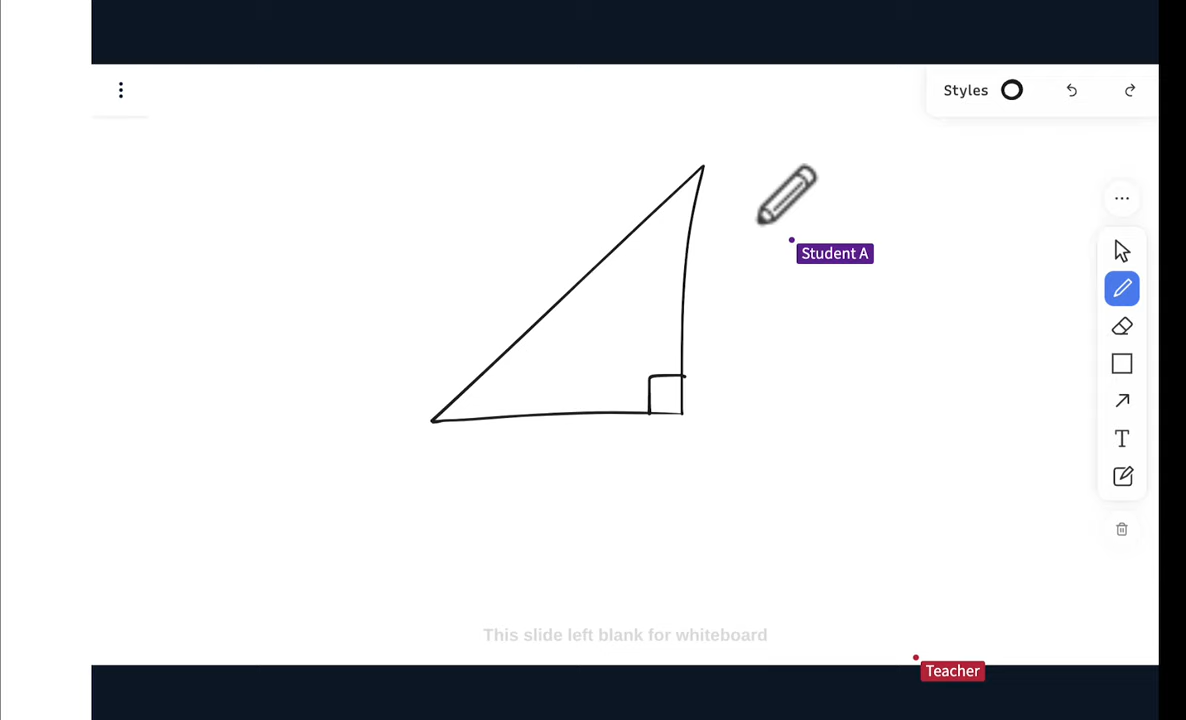 Styles
Student A
T
This slide left blank for whiteboard
Teacher